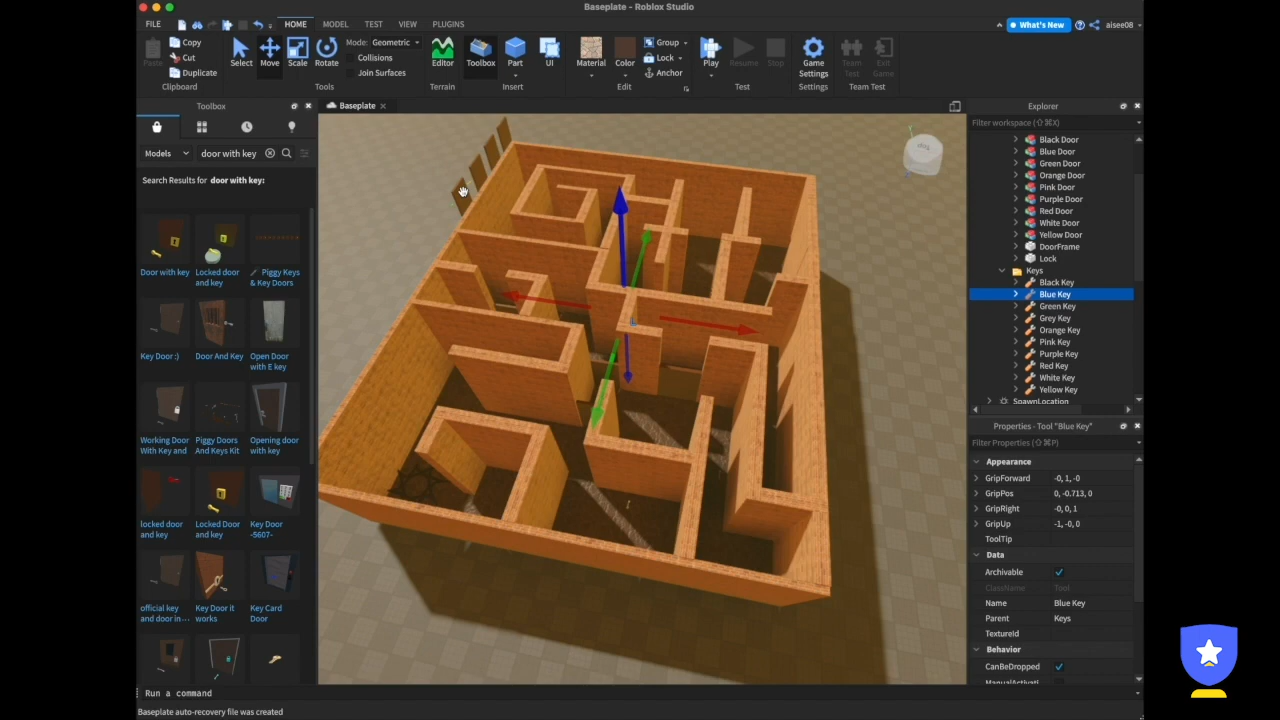 Baseplate - Roblox Studio
FILE
HOME
MODEL
TEST
VIEW
PLUGINS
What's New
aisee08
Paste
Copy
Cut
Duplicate
Clipboard
Select
Move
Scale
Rotate
Mode: Geometric
Collisions
Join Surfaces
Tools
Editor
Terrain
Toolbox
Part
UI
Insert
Material
Color
Group
Lock
Anchor
Edit
Play
Resume
Stop
Test
Game
Settings
Settings
Team
Test
Exit
Game
Team Test
Toolbox
Models
door with key
Search Results for door with key:
Door with key
Locked door
and key
Piggy Keys
& Key Doors
Key Door :)
Door And Key
Open Door
with E key
Working Door
With Key and
Piggy Doors
And Keys Kit
Opening door
with key
locked door
and key
Locked Door
and key
Key Door
-5607-
official key
and door in...
Key Door it
works
Key Card
Door
Baseplate
Explorer
Filter workspace (⇧⌘X)
Black Door
Blue Door
Green Door
Orange Door
Pink Door
Purple Door
Red Door
White Door
Yellow Door
DoorFrame
Lock
Keys
Black Key
Blue Key
Green Key
Grey Key
Orange Key
Pink Key
Purple Key
Red Key
White Key
Yellow Key
SpawnLocation
Properties - Tool "Blue Key"
Filter Properties (⇧⌘P)
Appearance
GripForward -0, 1, -0
GripPos 0, -0.713, 0
GripRight -0, 0, 1
GripUp -1, -0, 0
ToolTip
Data
Archivable
ClassName Tool
Name Blue Key
Parent Keys
TextureId
Behavior
CanBeDropped
Run a command
Baseplate auto-recovery file was created